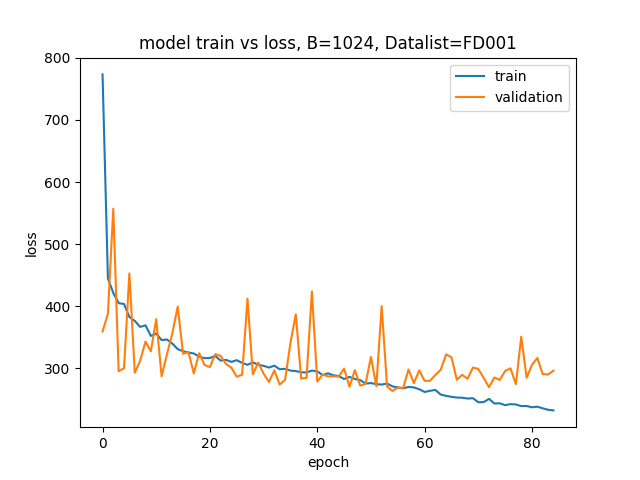 model train vs loss, B=1024, Datalist=FD001
train
validation
800
700
600
500
400
300
loss
0
20
40
60
80
epoch